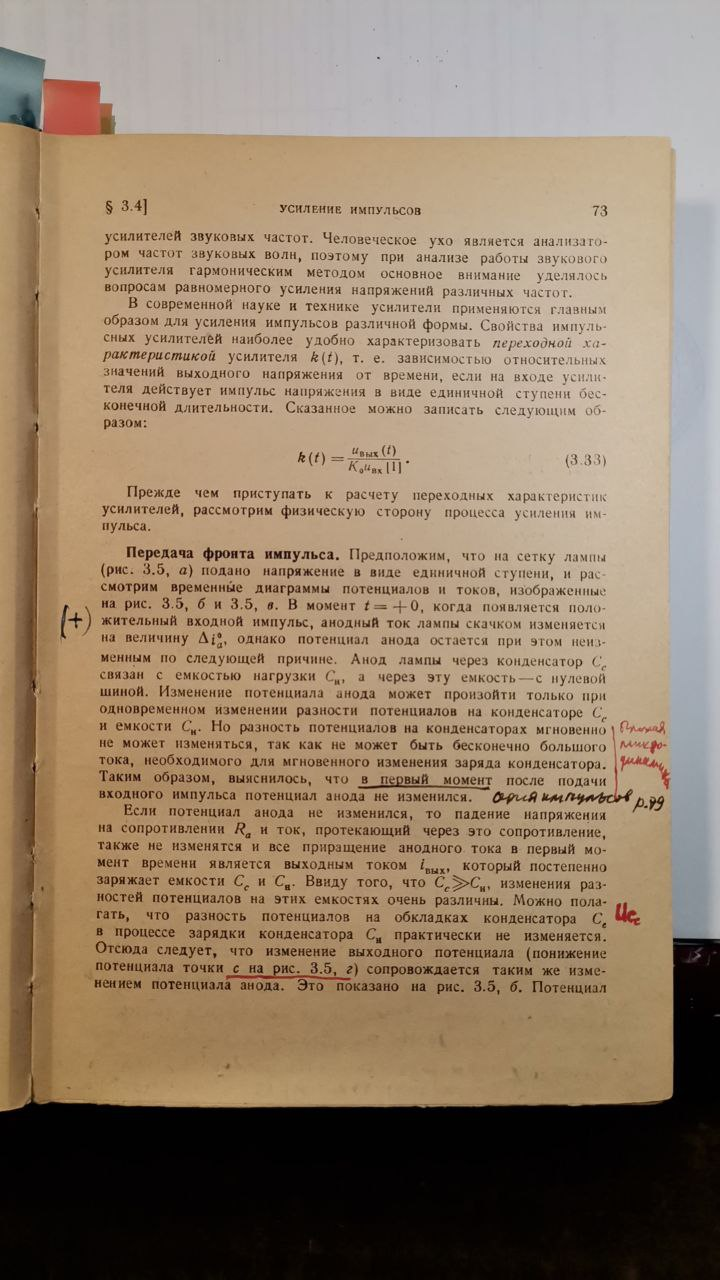 § 3.4] УСИЛЕНИЕ ИМПУЛЬСОВ 73
усилителей звуковых частот. Человеческое ухо является анализато-
ром частот звуковых волн, поэтому при анализе работы звукового
усилителя гармоническим методом основное внимание уделялось
вопросам равномерного усиления напряжений различных частот.
В современной науке и технике усилители применяются главным
образом для усиления импульсов различной формы. Свойства импуль-
сных усилителей наиболее удобно характеризовать переходной ха-
рактеристикой усилителя k(t), т. е. зависимостью относительных
значений выходного напряжения от времени, если на входе усили-
теля действует импульс напряжения в виде единичной ступени бес-
конечной длительности. Сказанное можно записать следующим об-
разом:
k(t) = uвых(t) / K₀uвх[1] . (3.33)
Прежде чем приступать к расчету переходных характеристик
усилителей, рассмотрим физическую сторону процесса усиления им-
пульса.
Передача фронта импульса. Предположим, что на сетку лампы
(рис. 3.5, а) подано напряжение в виде единичной ступени, и рас-
смотрим временные диаграммы потенциалов и токов, изображенные
на рис. 3.5, б и 3.5, в. В момент t = +0, когда появляется поло-
(+)
жительный входной импульс, анодный ток лампы скачком изменяется
на величину Δiₐ°, однако потенциал анода остается при этом неиз-
менным по следующей причине. Анод лампы через конденсатор Cс
связан с емкостью нагрузки Cн, а через эту емкость — с нулевой
шиной. Изменение потенциала анода может произойти только при
одновременном изменении разности потенциалов на конденсаторе Cс
и емкости Cн. Но разность потенциалов на конденсаторах мгновенно
не может изменяться, так как не может быть бесконечно большого
тока, необходимого для мгновенного изменения заряда конденсатора.
Таким образом, выяснилось, что в первый момент после подачи
входного импульса потенциал анода не изменился. импульсов p.79
Если потенциал анода не изменился, то падение напряжения
на сопротивлении Rа и ток, протекающий через это сопротивление,
также не изменятся и все приращение анодного тока в первый мо-
мент времени является выходным током iвых, который постепенно
заряжает емкости Cс и Cн. Ввиду того, что Cс≫Cн, изменения раз-
ностей потенциалов на этих емкостях очень различны. Можно пола-
гать, что разность потенциалов на обкладках конденсатора Cс Uсс
в процессе зарядки конденсатора Cн практически не изменяется.
Отсюда следует, что изменение выходного потенциала (понижение
потенциала точки с на рис. 3.5, г) сопровождается таким же изме-
нением потенциала анода. Это показано на рис. 3.5, б. Потенциал